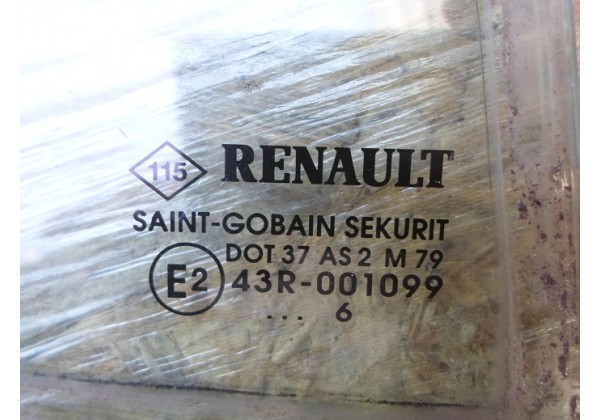 115 RENAULT
SAINT-GOBAIN SEKURIT
DOT 37 AS 2 M 79
E2 43R-001099
... 6